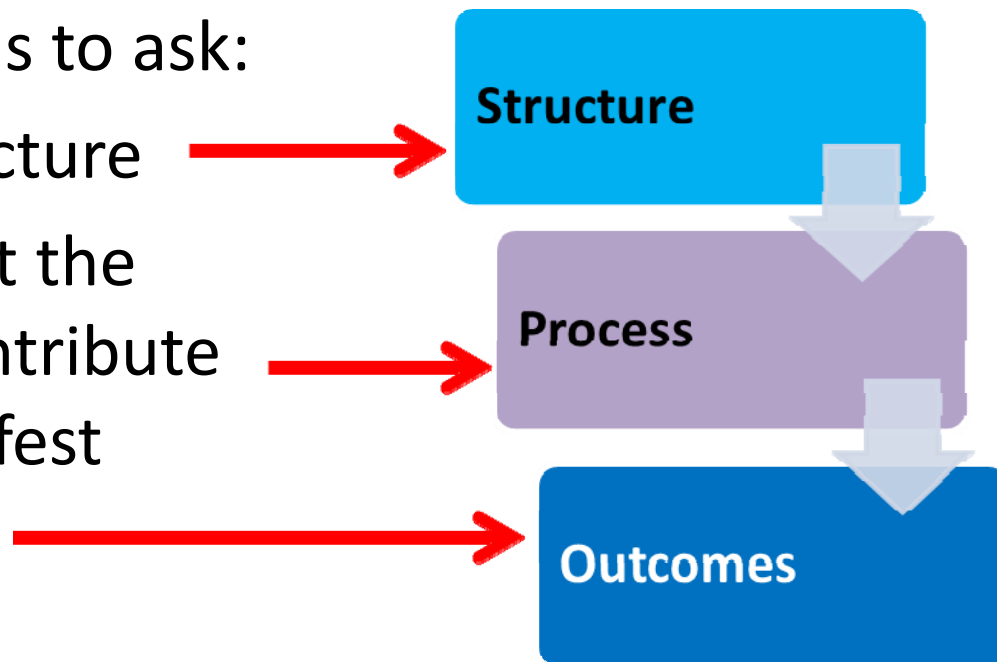 s to ask:
cture
t the
ntribute
fest
Structure
Process
Outcomes